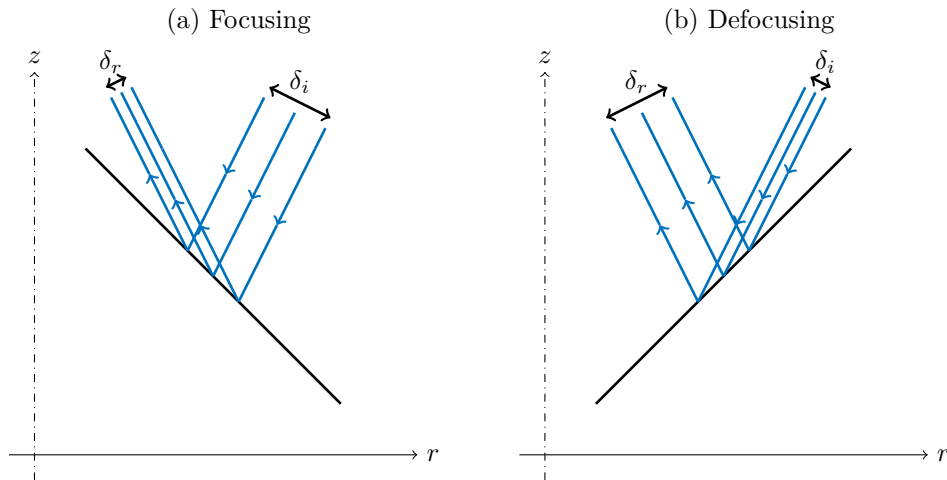 (a) Focusing
z
δᵣ
δᵢ
r
(b) Defocusing
z
δᵣ
δᵢ
r